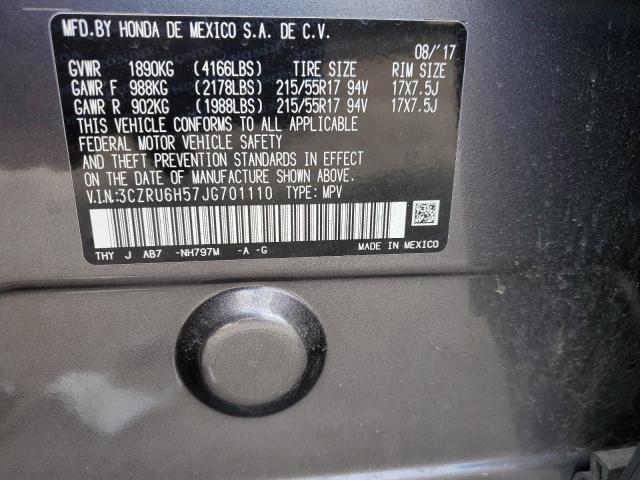 MFD.BY HONDA DE MEXICO S.A. DE C.V.
08/'17
GVWR 1890KG (4166LBS) TIRE SIZE RIM SIZE
GAWR F 988KG (2178LBS) 215/55R17 94V 17X7.5J
GAWR R 902KG (1988LBS) 215/55R17 94V 17X7.5J
THIS VEHICLE CONFORMS TO ALL APPLICABLE
FEDERAL MOTOR VEHICLE SAFETY
AND THEFT PREVENTION STANDARDS IN EFFECT
ON THE DATE OF MANUFACTURE SHOWN ABOVE.
V.I.N:3CZRU6H57JG701110 TYPE: MPV
THY J AB7 -NH797M -A -G MADE IN MEXICO